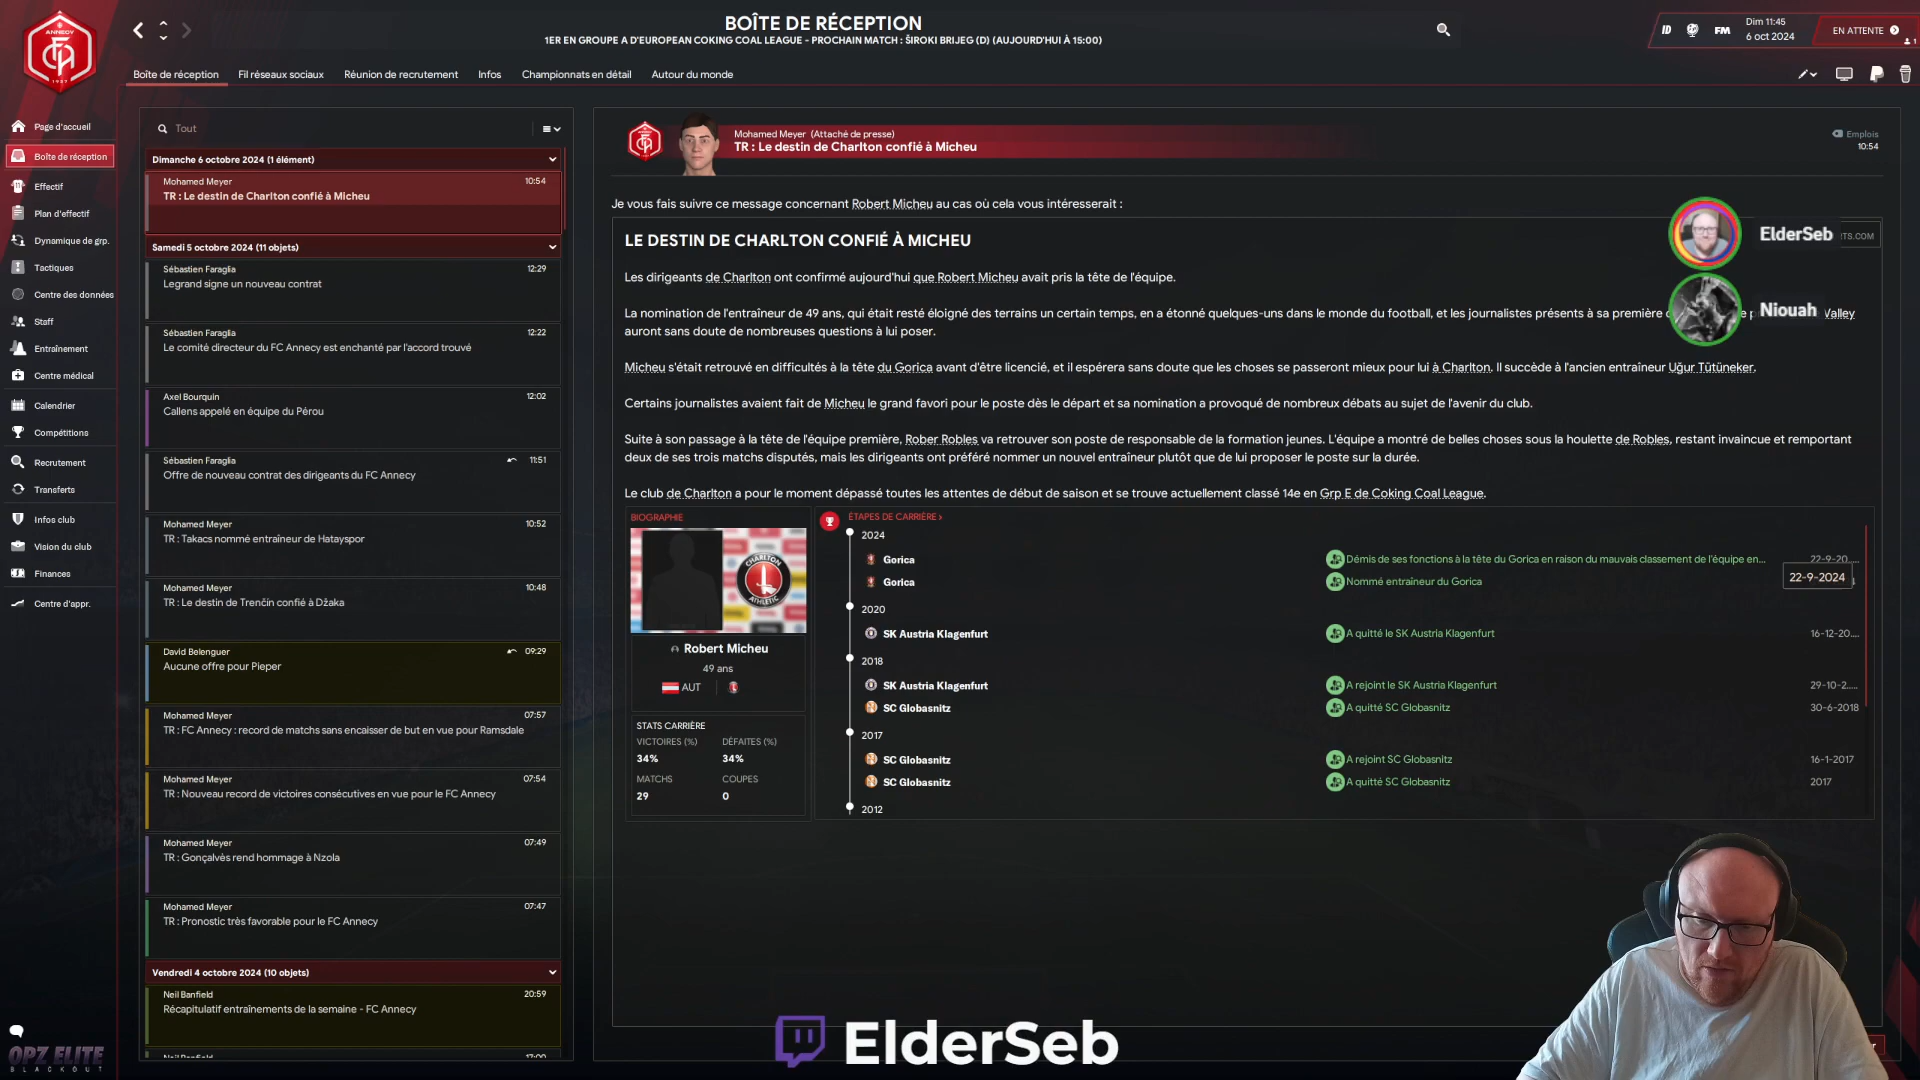 BOÎTE DE RÉCEPTION
1ER EN GROUPE A D'EUROPEAN COKING COAL LEAGUE - PROCHAIN MATCH : ŠIROKI BRIJEG (D) (AUJOURD'HUI À 15:00)
ID FM
Dim 11:45
6 oct 2024
EN ATTENTE
1
Boîte de réception
Fil réseaux sociaux
Réunion de recrutement
Infos
Championnats en détail
Autour du monde
ANNECY
Page d'accueil
Boîte de réception
Effectif
Plan d'effectif
Dynamique de grp.
Tactiques
Centre des données
Staff
Entraînement
Centre médical
Calendrier
Compétitions
Recrutement
Transferts
Infos club
Vision du club
Finances
Centre d'appr.
OPZ ELITE
BLACKOUT
Tout
Dimanche 6 octobre 2024 (1 élément)
Mohamed Meyer 10:54
TR : Le destin de Charlton confié à Micheu
Samedi 5 octobre 2024 (11 objets)
Sébastien Faraglia 12:29
Legrand signe un nouveau contrat
Sébastien Faraglia 12:22
Le comité directeur du FC Annecy est enchanté par l'accord trouvé
Axel Bourquin 12:02
Callens appelé en équipe du Pérou
Sébastien Faraglia 11:51
Offre de nouveau contrat des dirigeants du FC Annecy
Mohamed Meyer 10:52
TR : Takacs nommé entraîneur de Hatayspor
Mohamed Meyer 10:48
TR : Le destin de Trenčín confié à Džaka
David Belenguer 09:29
Aucune offre pour Pieper
Mohamed Meyer 07:57
TR : FC Annecy : record de matchs sans encaisser de but en vue pour Ramsdale
Mohamed Meyer 07:54
TR : Nouveau record de victoires consécutives en vue pour le FC Annecy
Mohamed Meyer 07:49
TR : Gonçalvès rend hommage à Nzola
Mohamed Meyer 07:47
TR : Pronostic très favorable pour le FC Annecy
Vendredi 4 octobre 2024 (10 objets)
Neil Banfield 20:59
Récapitulatif entraînements de la semaine - FC Annecy
Mohamed Meyer (Attaché de presse)
TR : Le destin de Charlton confié à Micheu
Emplois
10:54
Je vous fais suivre ce message concernant Robert Micheu au cas où cela vous intéresserait :
LE DESTIN DE CHARLTON CONFIÉ À MICHEU
ElderSeb
TS.COM
Les dirigeants de Charlton ont confirmé aujourd'hui que Robert Micheu avait pris la tête de l'équipe.
La nomination de l'entraîneur de 49 ans, qui était resté éloigné des terrains un certain temps, en a étonné quelques-uns dans le monde du football, et les journalistes présents à sa première Valley
Niouah
auront sans doute de nombreuses questions à lui poser.
Micheu s'était retrouvé en difficultés à la tête du Gorica avant d'être licencié, et il espérera sans doute que les choses se passeront mieux pour lui à Charlton. Il succède à l'ancien entraîneur Uğur Tütüneker.
Certains journalistes avaient fait de Micheu le grand favori pour le poste dès le départ et sa nomination a provoqué de nombreux débats au sujet de l'avenir du club.
Suite à son passage à la tête de l'équipe première, Rober Robles va retrouver son poste de responsable de la formation jeunes. L'équipe a montré de belles choses sous la houlette de Robles, restant invaincue et remportant
deux de ses trois matchs disputés, mais les dirigeants ont préféré nommer un nouvel entraîneur plutôt que de lui proposer le poste sur la durée.
Le club de Charlton a pour le moment dépassé toutes les attentes de début de saison et se trouve actuellement classé 14e en Grp E de Coking Coal League.
BIOGRAPHIE
CHARLTON ATHLETIC
Robert Micheu
49 ans
AUT
STATS CARRIÈRE
VICTOIRES (%) DÉFAITES (%)
34% 34%
MATCHS COUPES
29 0
ÉTAPES DE CARRIÈRE ›
2024
Gorica Démis de ses fonctions à la tête du Gorica en raison du mauvais classement de l'équipe en... 22-9-20....
Gorica Nommé entraîneur du Gorica
22-9-2024
2020
SK Austria Klagenfurt A quitté le SK Austria Klagenfurt 16-12-20....
2018
SK Austria Klagenfurt A rejoint le SK Austria Klagenfurt 29-10-2.....
SC Globasnitz A quitté SC Globasnitz 30-6-2018
2017
SC Globasnitz A rejoint SC Globasnitz 16-1-2017
SC Globasnitz A quitté SC Globasnitz 2017
2012
ElderSeb